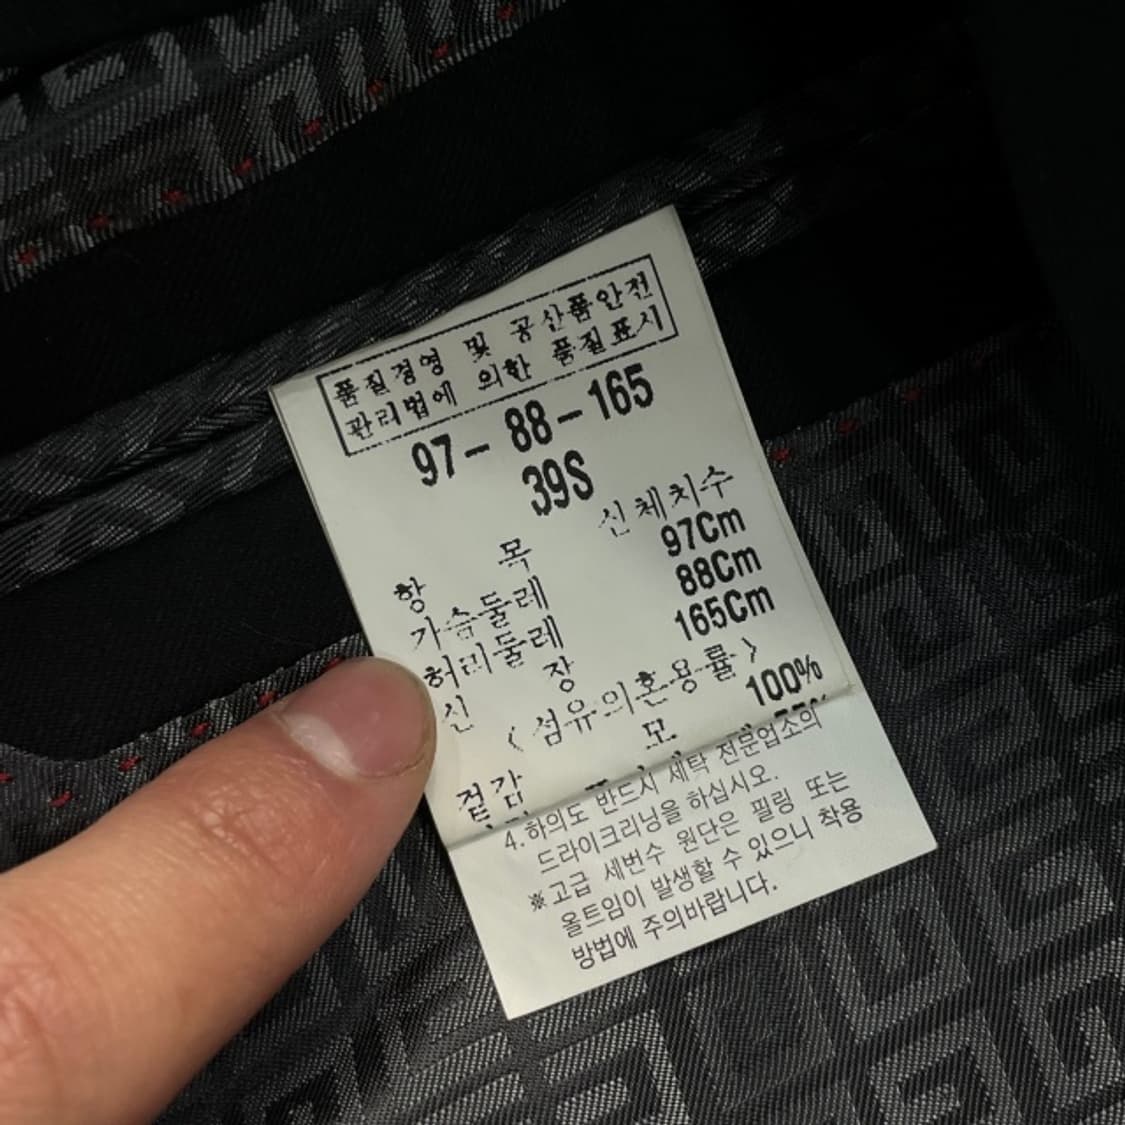 품질경영 및 공산품안전
관리법에 의한 품질표시
97-88-165
39S
항 목 신체치수
가슴둘레 97Cm
허리둘레 88Cm
신 장 165Cm
<섬유의혼용률>
겉감 모 100%
4.하의도 반드시 세탁 전문업소의
드라이크리닝을 하십시오.
※고급 세번수 원단은 필링 또는
올트임이 발생할 수 있으니 착용
방법에 주의바랍니다.